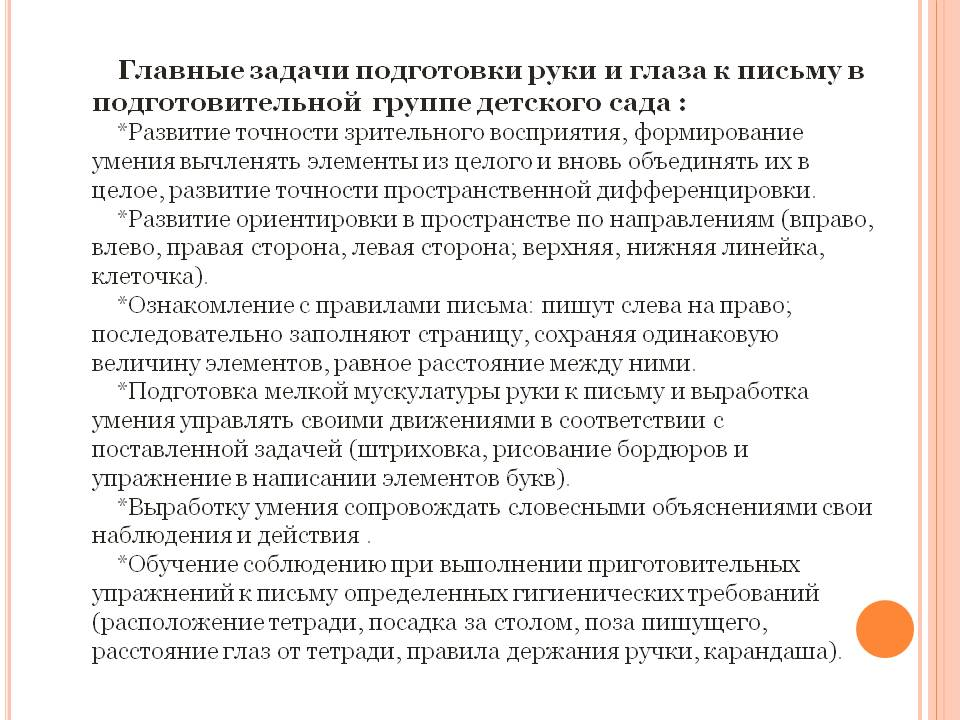 Главные задачи подготовки руки и глаза к письму в
подготовительной группе детского сада :
*Развитие точности зрительного восприятия, формирование
умения вычленять элементы из целого и вновь объединять их в
целое, развитие точности пространственной дифференцировки.
*Развитие ориентировки в пространстве по направлениям (вправо,
влево, правая сторона, левая сторона; верхняя, нижняя линейка,
клеточка).
*Ознакомление с правилами письма: пишут слева на право;
последовательно заполняют страницу, сохраняя одинаковую
величину элементов, равное расстояние между ними.
*Подготовка мелкой мускулатуры руки к письму и выработка
умения управлять своими движениями в соответствии с
поставленной задачей (штриховка, рисование бордюров и
упражнение в написании элементов букв).
*Выработку умения сопровождать словесными объяснениями свои
наблюдения и действия .
*Обучение соблюдению при выполнении приготовительных
упражнений к письму определенных гигиенических требований
(расположение тетради, посадка за столом, поза пишущего,
расстояние глаз от тетради, правила держания ручки, карандаша).